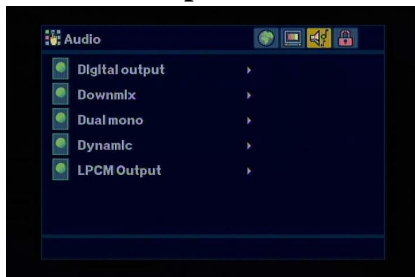 Audio
Digital output
Downmix
Dual mono
Dynamic
LPCM Output